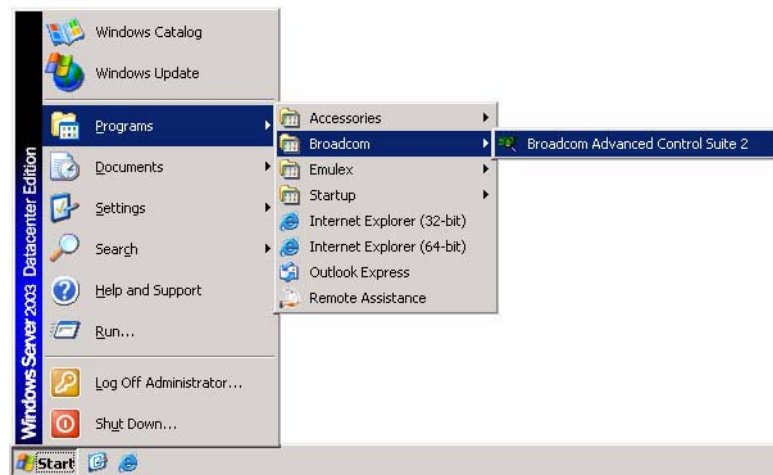 Windows Catalog
Windows Update
Programs
Documents
Settings
Search
Help and Support
Run...
Log Off Administrator...
Shut Down...
Windows Server 2003 Datacenter Edition
Start
Accessories
Broadcom
Emulex
Startup
Internet Explorer (32-bit)
Internet Explorer (64-bit)
Outlook Express
Remote Assistance
Broadcom Advanced Control Suite 2